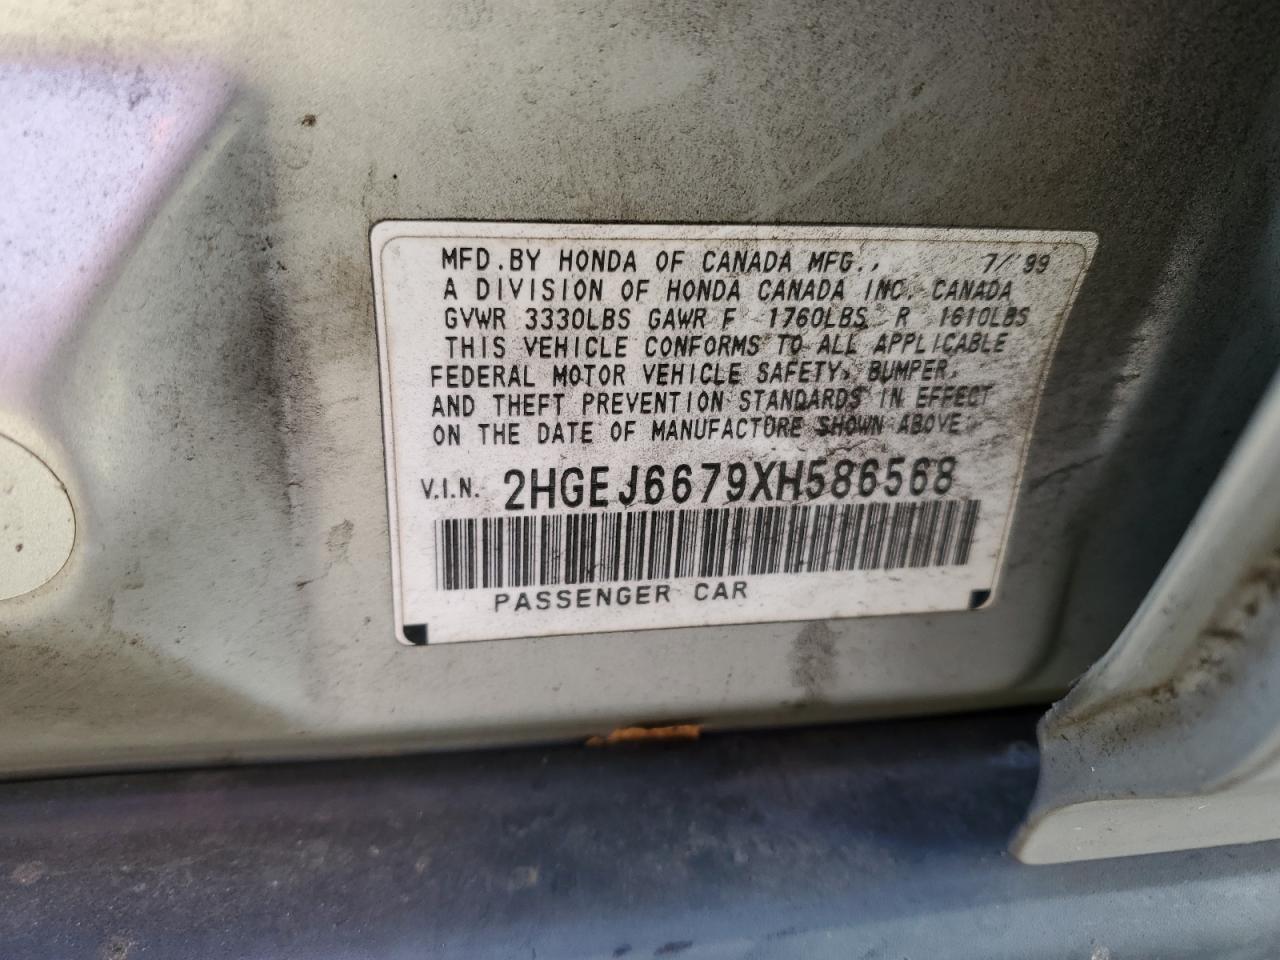 MFD. BY HONDA OF CANADA MFG., 7/'99
A DIVISION OF HONDA CANADA INC. CANADA
GVWR 3330LBS GAWR F 1760LBS R 1610LBS
THIS VEHICLE CONFORMS TO ALL APPLICABLE
FEDERAL MOTOR VEHICLE SAFETY, BUMPER,
AND THEFT PREVENTION STANDARDS IN EFFECT
ON THE DATE OF MANUFACTURE SHOWN ABOVE
V.I.N. 2HGEJ6679XH586568
PASSENGER CAR